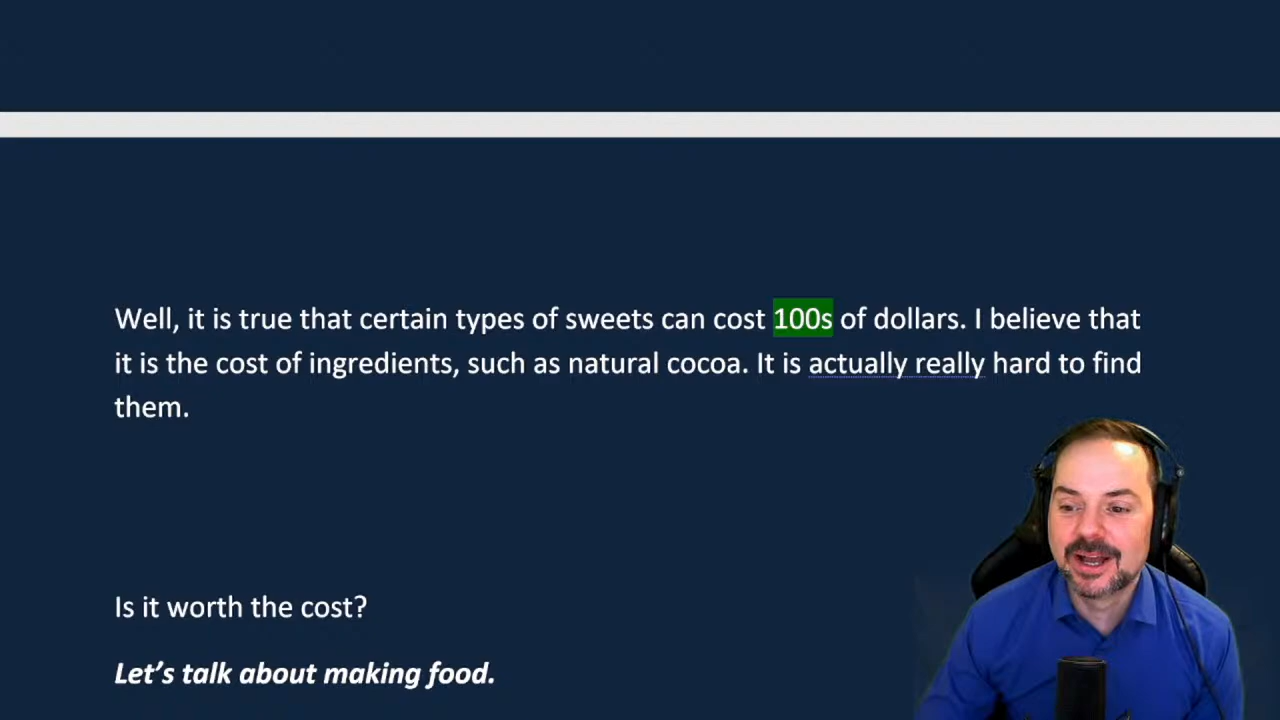 Well, it is true that certain types of sweets can cost 100s of dollars. I believe that
it is the cost of ingredients, such as natural cocoa. It is actually really hard to find
them.
Is it worth the cost?
Let’s talk about making food.